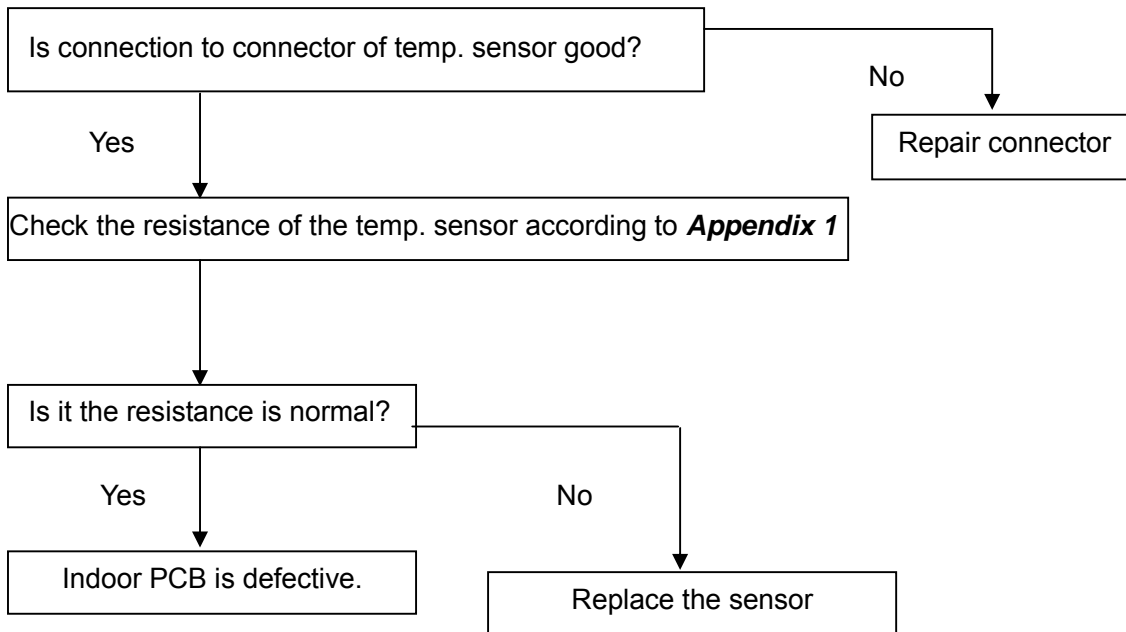 Is connection to connector of temp. sensor good?
No
Yes
Repair connector
Check the resistance of the temp. sensor according to Appendix 1
Is it the resistance is normal?
Yes
No
Indoor PCB is defective.
Replace the sensor